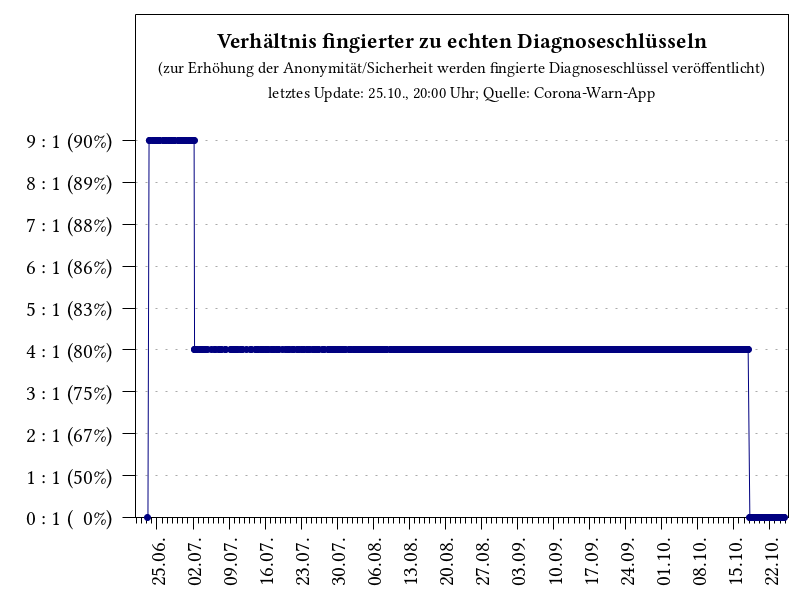 Verhältnis fingierter zu echten Diagnoseschlüsseln
(zur Erhöhung der Anonymität/Sicherheit werden fingierte Diagnoseschlüssel veröffentlicht)
letztes Update: 25.10., 20:00 Uhr; Quelle: Corona-Warn-App
9 : 1 (90%)
8 : 1 (89%)
7 : 1 (88%)
6 : 1 (86%)
5 : 1 (83%)
4 : 1 (80%)
3 : 1 (75%)
2 : 1 (67%)
1 : 1 (50%)
0 : 1 (  0%)
25.06.
02.07.
09.07.
16.07.
23.07.
30.07.
06.08.
13.08.
20.08.
27.08.
03.09.
10.09.
17.09.
24.09.
01.10.
08.10.
15.10.
22.10.